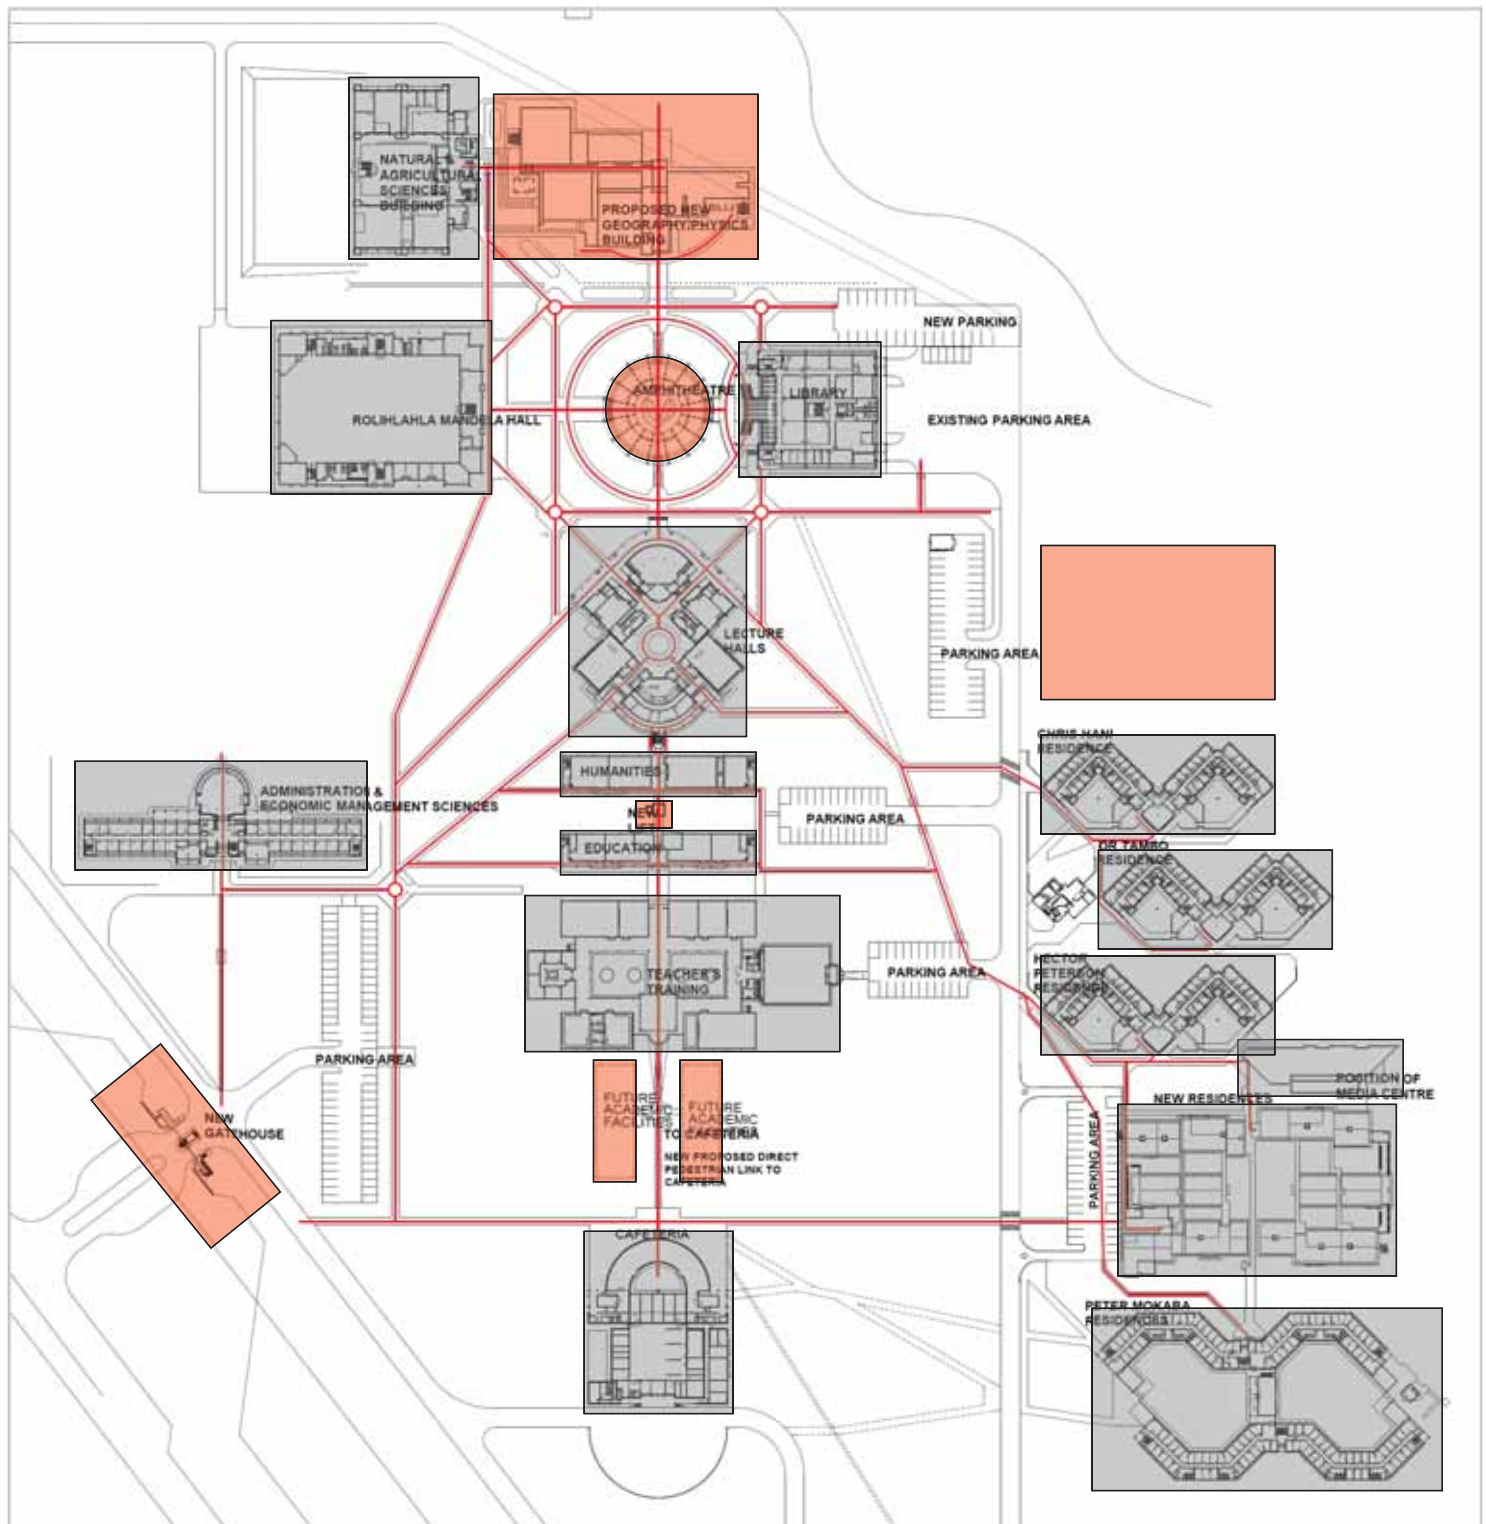 NATURAL &
AGRICULTURAL
SCIENCES
BUILDING
PROPOSED NEW
GEOGRAPHY/PHYSICS
BUILDING
NEW PARKING
AMPHITHEATRE
LIBRARY
ROLIHLAHLA MANDELA HALL
EXISTING PARKING AREA
LECTURE
HALLS
PARKING AREA
CHRIS HANI
RESIDENCE
HUMANITIES
ADMINISTRATION &
ECONOMIC MANAGEMENT SCIENCES
NEW
LIFT
PARKING AREA
EDUCATION
OR TAMBO
RESIDENCE
TEACHER'S
TRAINING
PARKING AREA
HECTOR
PETERSON
RESIDENCE
PARKING AREA
POSITION OF
MEDIA CENTRE
NEW RESIDENCES
NEW
GATEHOUSE
FUTURE
ACADEMIC
FACILITIES
FUTURE
ACADEMIC
FACILITIES
TO CAFETERIA
NEW PROPOSED DIRECT
PEDESTRIAN LINK TO
CAFETERIA
PARKING AREA
CAFETERIA
PETER MOKABA
RESIDENCES